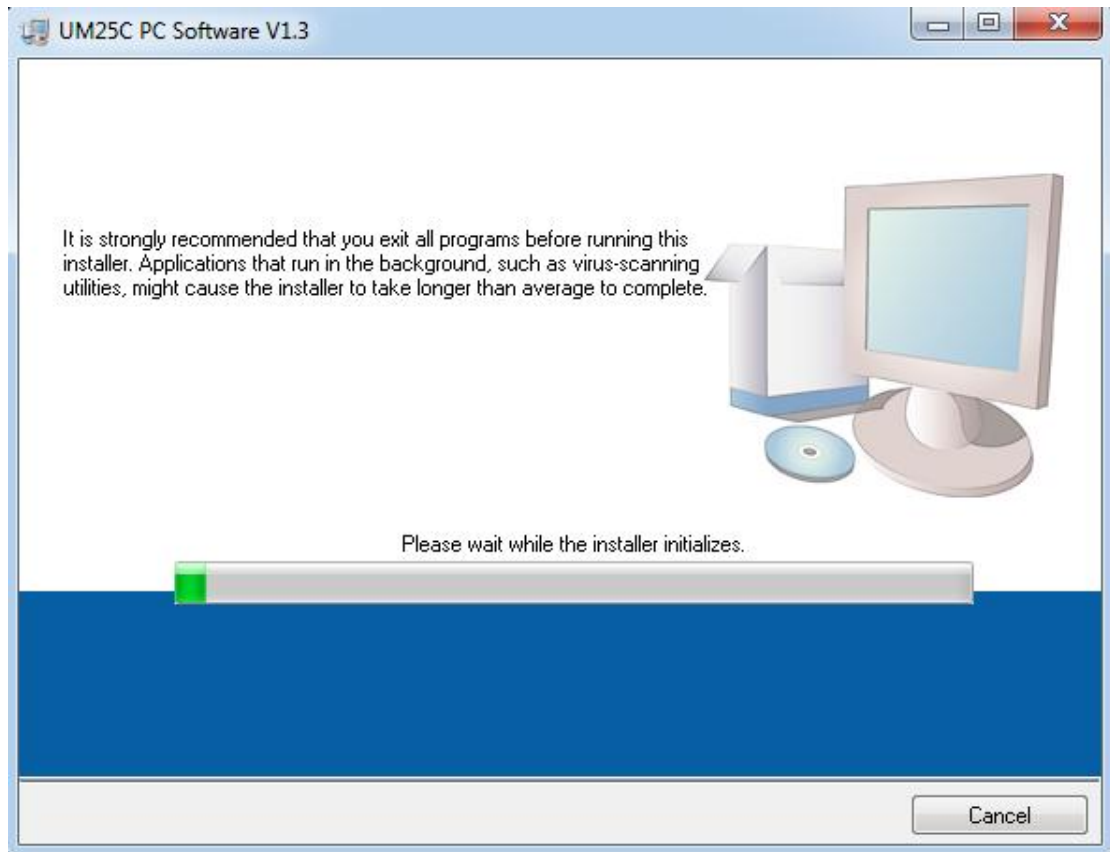 UM25C PC Software V1.3
It is strongly recommended that you exit all programs before running this
installer. Applications that run in the background, such as virus-scanning
utilities, might cause the installer to take longer than average to complete.
Please wait while the installer initializes.
Cancel